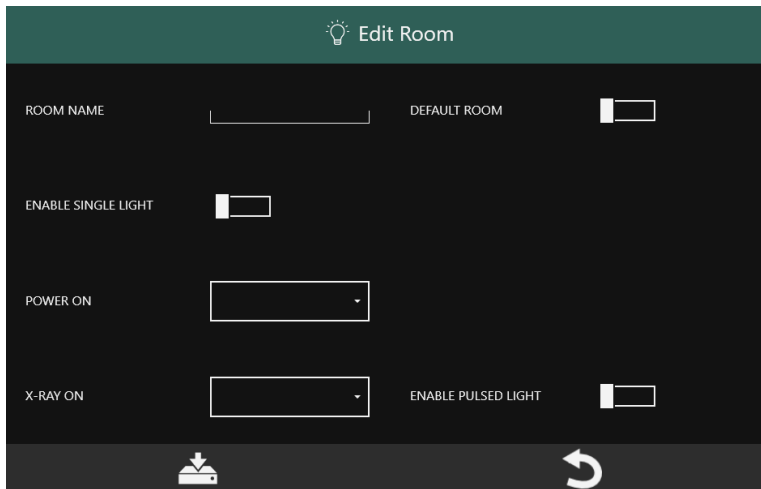 Edit Room
ROOM NAME
DEFAULT ROOM
ENABLE SINGLE LIGHT
POWER ON
X-RAY ON
ENABLE PULSED LIGHT